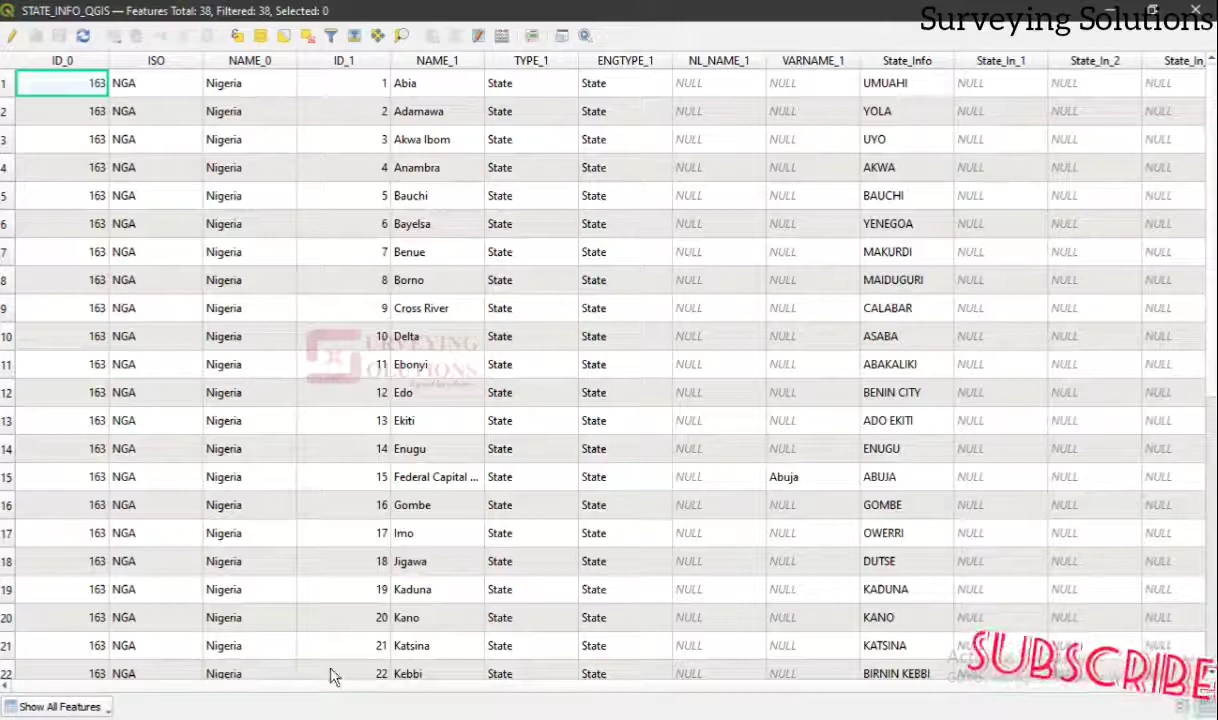 STATE_INFO_QGIS — Features Total: 38, Filtered: 38, Selected: 0
Surveying Solutions
ID_0 ISO NAME_0 ID_1 NAME_1 TYPE_1 ENGTYPE_1 NL_NAME_1 VARNAME_1 State_Info State_In_1 State_In_2 State_In_
1 163 NGA Nigeria 1 Abia State State NULL NULL UMUAHI NULL NULL NULL
2 163 NGA Nigeria 2 Adamawa State State NULL NULL YOLA NULL NULL NULL
3 163 NGA Nigeria 3 Akwa Ibom State State NULL NULL UYO NULL NULL NULL
4 163 NGA Nigeria 4 Anambra State State NULL NULL AKWA NULL NULL NULL
5 163 NGA Nigeria 5 Bauchi State State NULL NULL BAUCHI NULL NULL NULL
6 163 NGA Nigeria 6 Bayelsa State State NULL NULL YENEGOA NULL NULL NULL
7 163 NGA Nigeria 7 Benue State State NULL NULL MAKURDI NULL NULL NULL
8 163 NGA Nigeria 8 Borno State State NULL NULL MAIDUGURI NULL NULL NULL
9 163 NGA Nigeria 9 Cross River State State NULL NULL CALABAR NULL NULL NULL
10 163 NGA Nigeria 10 Delta State State NULL NULL ASABA NULL NULL NULL
URVEYING
11 163 NGA Nigeria 11 Ebonyi State State NULL NULL ABAKALIKI NULL NULL NULL
OLUTIONS
12 163 NGA Nigeria 12 Edo State State NULL NULL BENIN CITY NULL NULL NULL
13 163 NGA Nigeria 13 Ekiti State State NULL NULL ADO EKITI NULL NULL NULL
14 163 NGA Nigeria 14 Enugu State State NULL NULL ENUGU NULL NULL NULL
15 163 NGA Nigeria 15 Federal Capital ... State State NULL Abuja ABUJA NULL NULL NULL
16 163 NGA Nigeria 16 Gombe State State NULL NULL GOMBE NULL NULL NULL
17 163 NGA Nigeria 17 Imo State State NULL NULL OWERRI NULL NULL NULL
18 163 NGA Nigeria 18 Jigawa State State NULL NULL DUTSE NULL NULL NULL
19 163 NGA Nigeria 19 Kaduna State State NULL NULL KADUNA NULL NULL NULL
20 163 NGA Nigeria 20 Kano State State NULL NULL KANO NULL NULL NULL
21 163 NGA Nigeria 21 Katsina State State NULL NULL KATSINA NULL
22 163 NGA Nigeria 22 Kebbi State State NULL NULL BIRNIN KEBBI
SUBSCRIBE
Show All Features